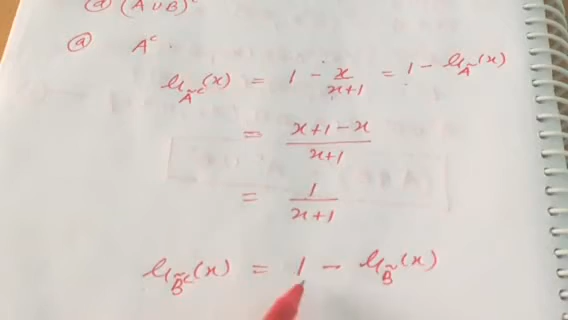 ⓓ (A ∪ B)ᶜ
ⓐ Aᶜ.
μ_Ãᶜ(x) = 1 - x/(x+1) = 1 - μ_Ã(x)
= (x+1-x)/(x+1)
= 1/(x+1)
μ_B̃ᶜ(x) = 1 - μ_B̃(x)